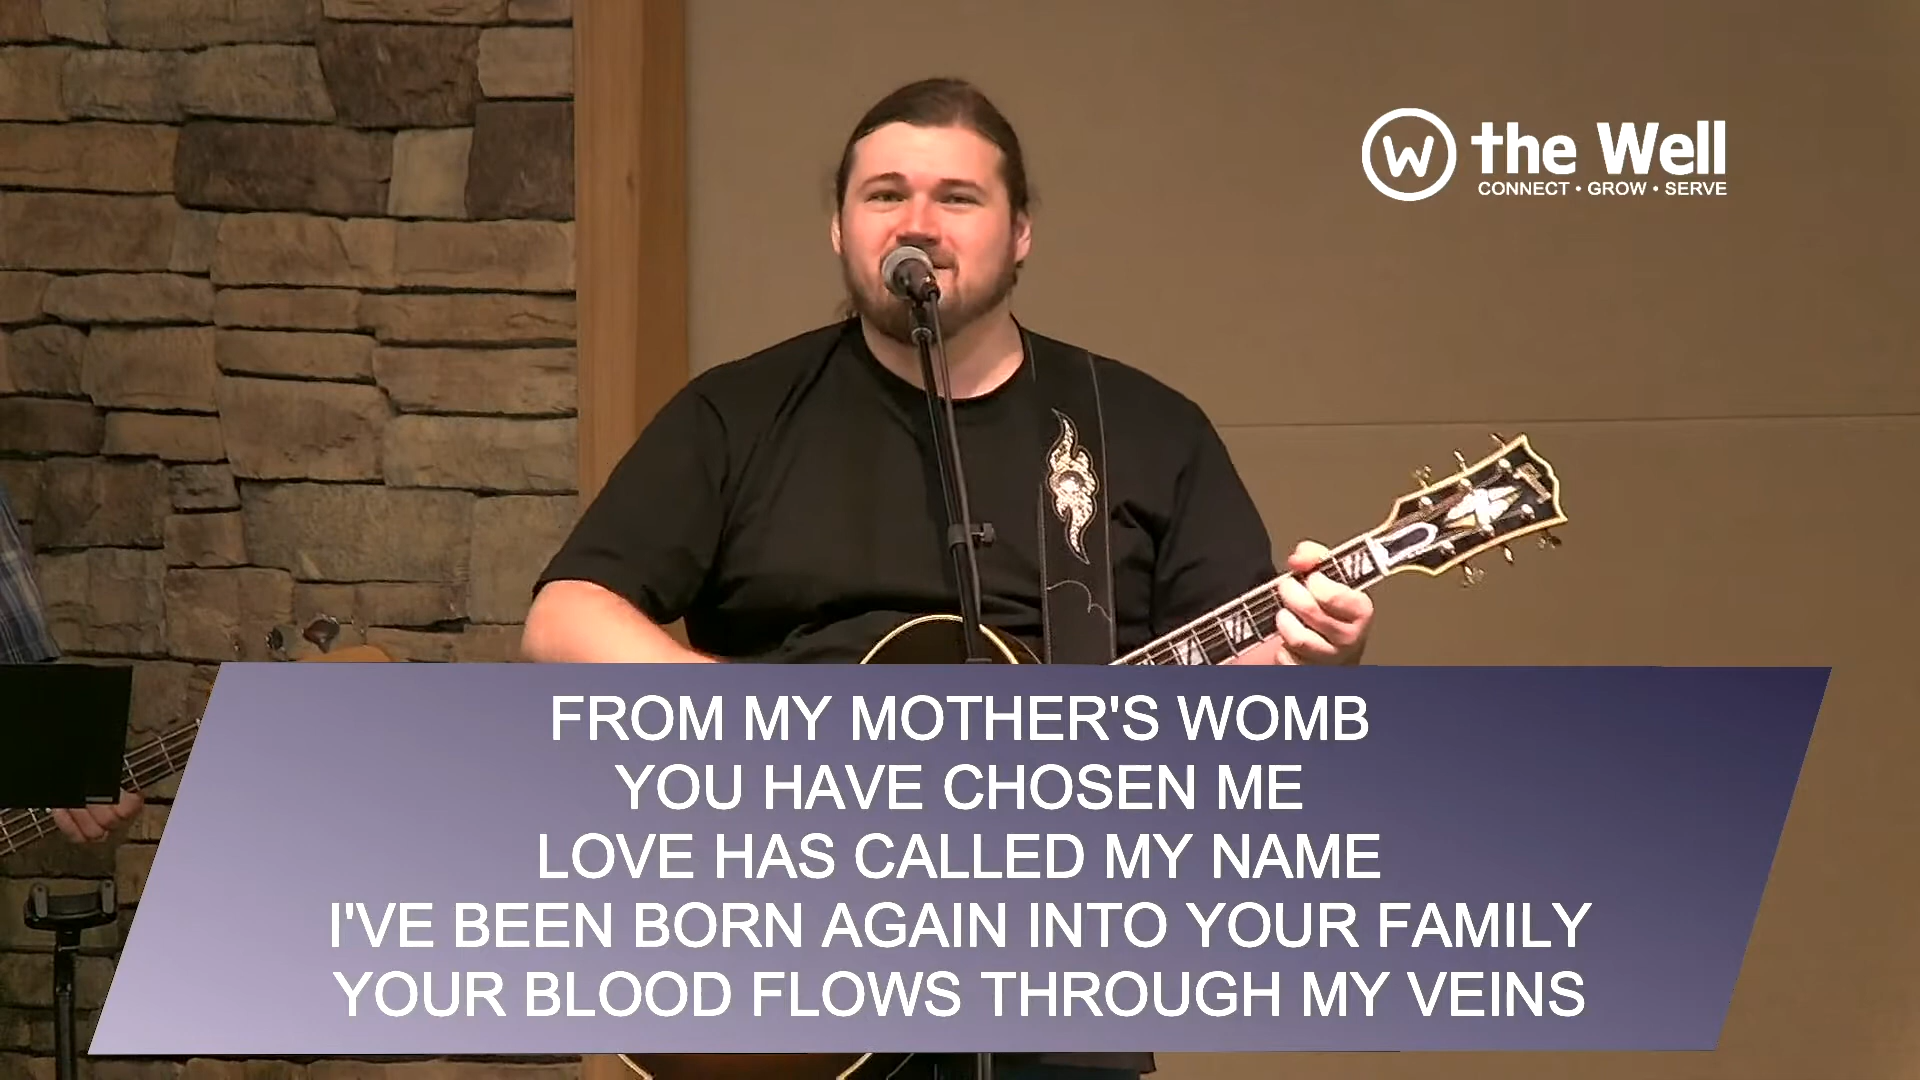 W the Well
CONNECT • GROW • SERVE
FROM MY MOTHER'S WOMB
YOU HAVE CHOSEN ME
LOVE HAS CALLED MY NAME
I'VE BEEN BORN AGAIN INTO YOUR FAMILY
YOUR BLOOD FLOWS THROUGH MY VEINS